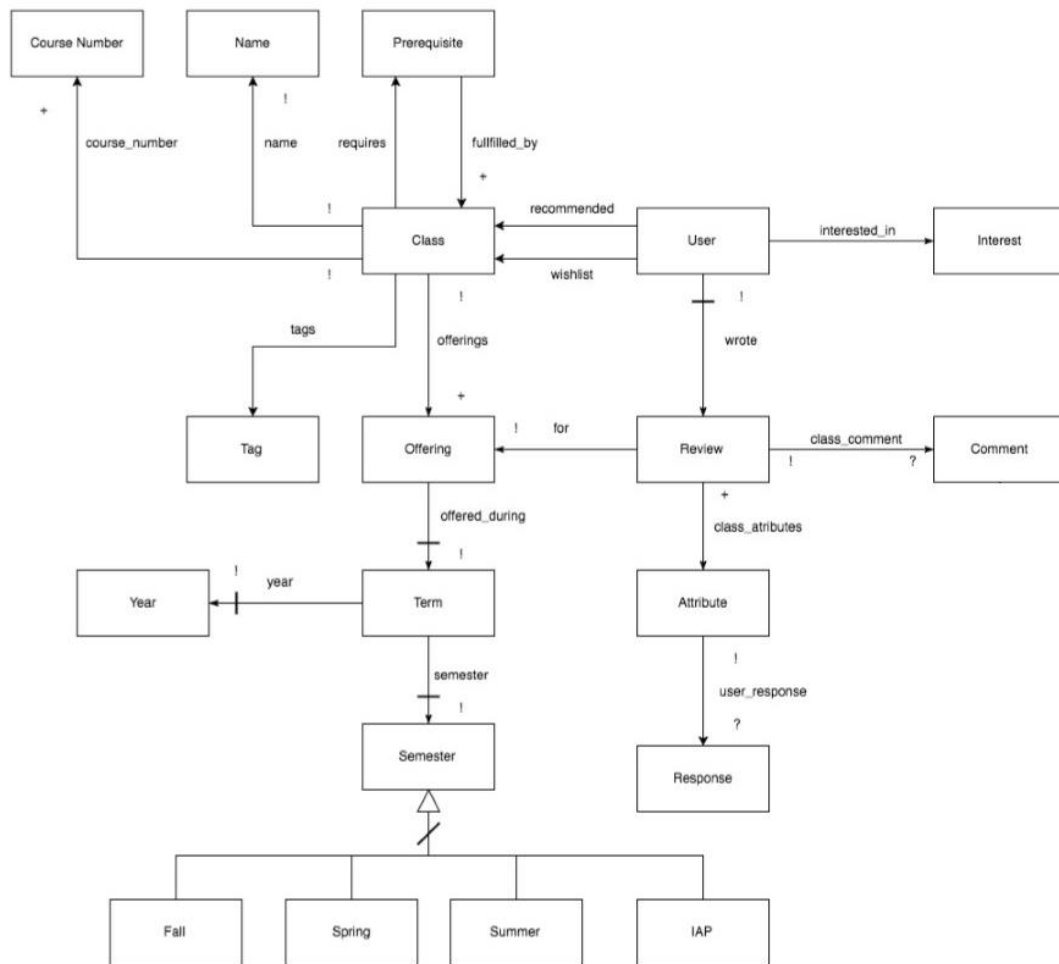 Course Number
Name
Prerequisite
+
!
course_number
name
requires
fullfilled_by
+
!
recommended
Class
User
interested_in
Interest
!
wishlist
!
!
tags
offerings
wrote
+
Tag
Offering
! for
Review
class_comment
! ?
Comment
+
offered_during
class_atributes
!
!
year
Year
Term
Attribute
!
semester
user_response
!
?
Semester
Response
Fall
Spring
Summer
IAP